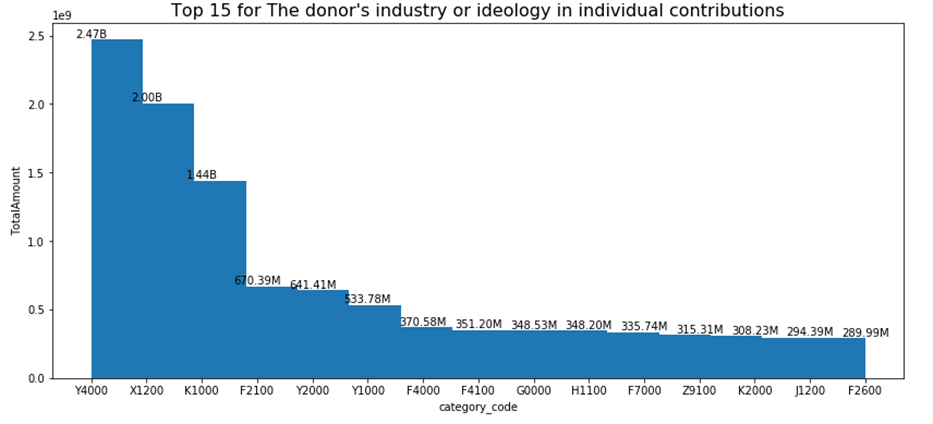 Top 15 for The donor's industry or ideology in individual contributions
1e9
2.5
2.0
1.5
1.0
0.5
0.0
TotalAmount
2.47B
2.00B
1.44B
670.39M
641.41M
533.78M
370.58M
351.20M
348.53M
348.20M
335.74M
315.31M
308.23M
294.39M
289.99M
Y4000 X1200 K1000 F2100 Y2000 Y1000 F4000 F4100 G0000 H1100 F7000 Z9100 K2000 J1200 F2600
category_code